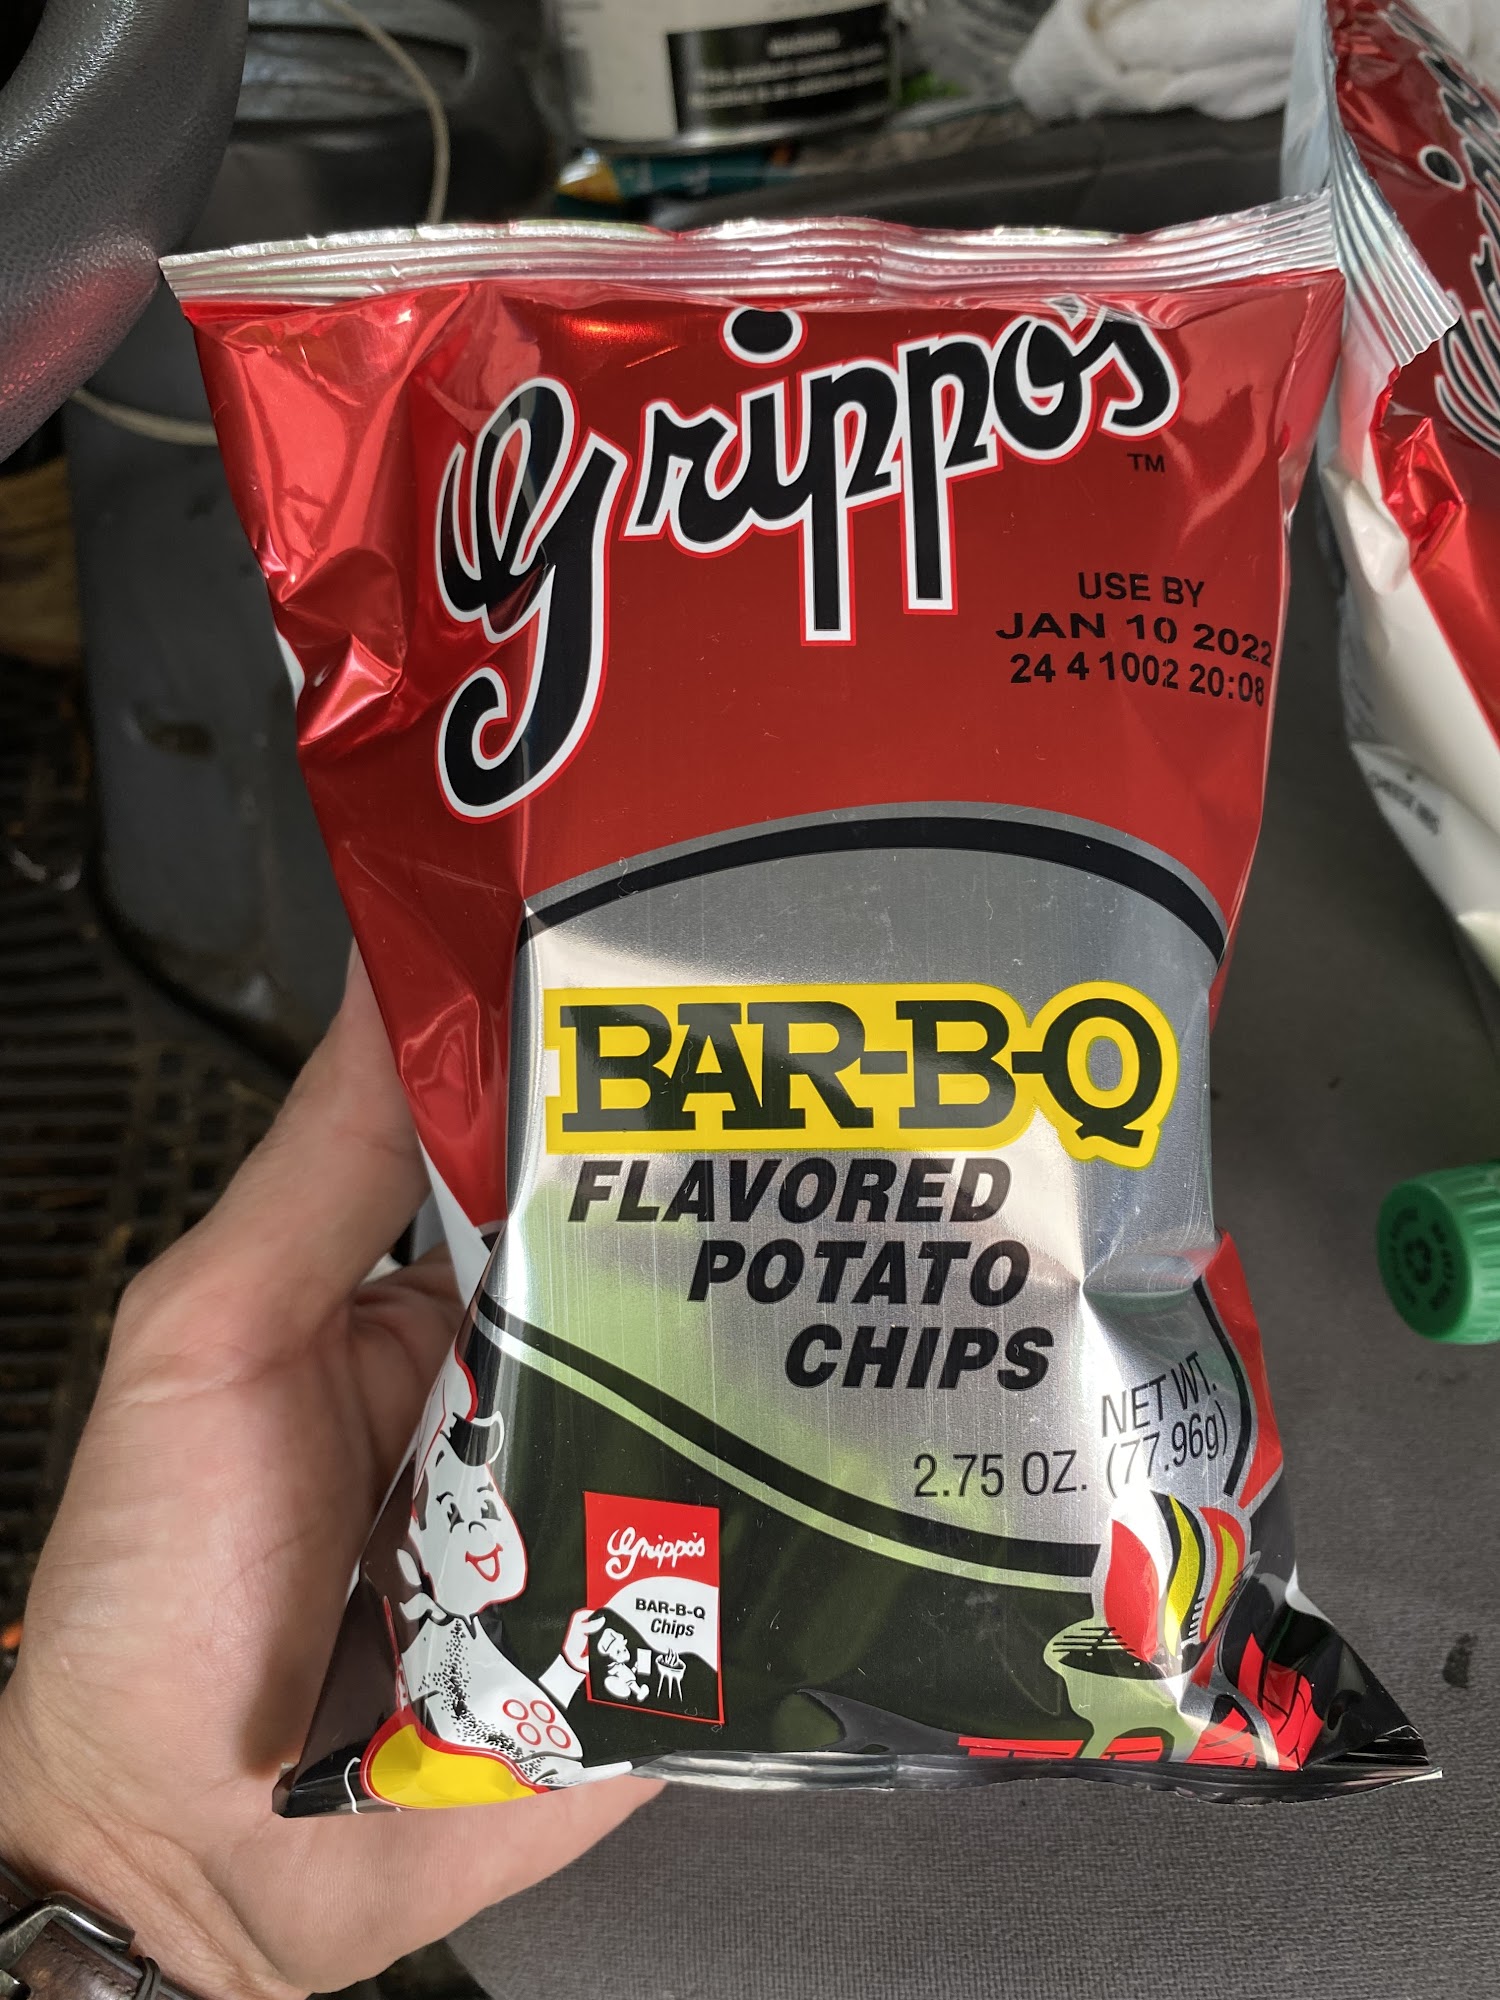 Grippo's
TM
USE BY
JAN 10 2022
24 4 1002 20:08
BAR-B-Q
FLAVORED
POTATO
CHIPS
NET WT.
2.75 OZ. (77.96g)
Grippo's
BAR-B-Q
Chips